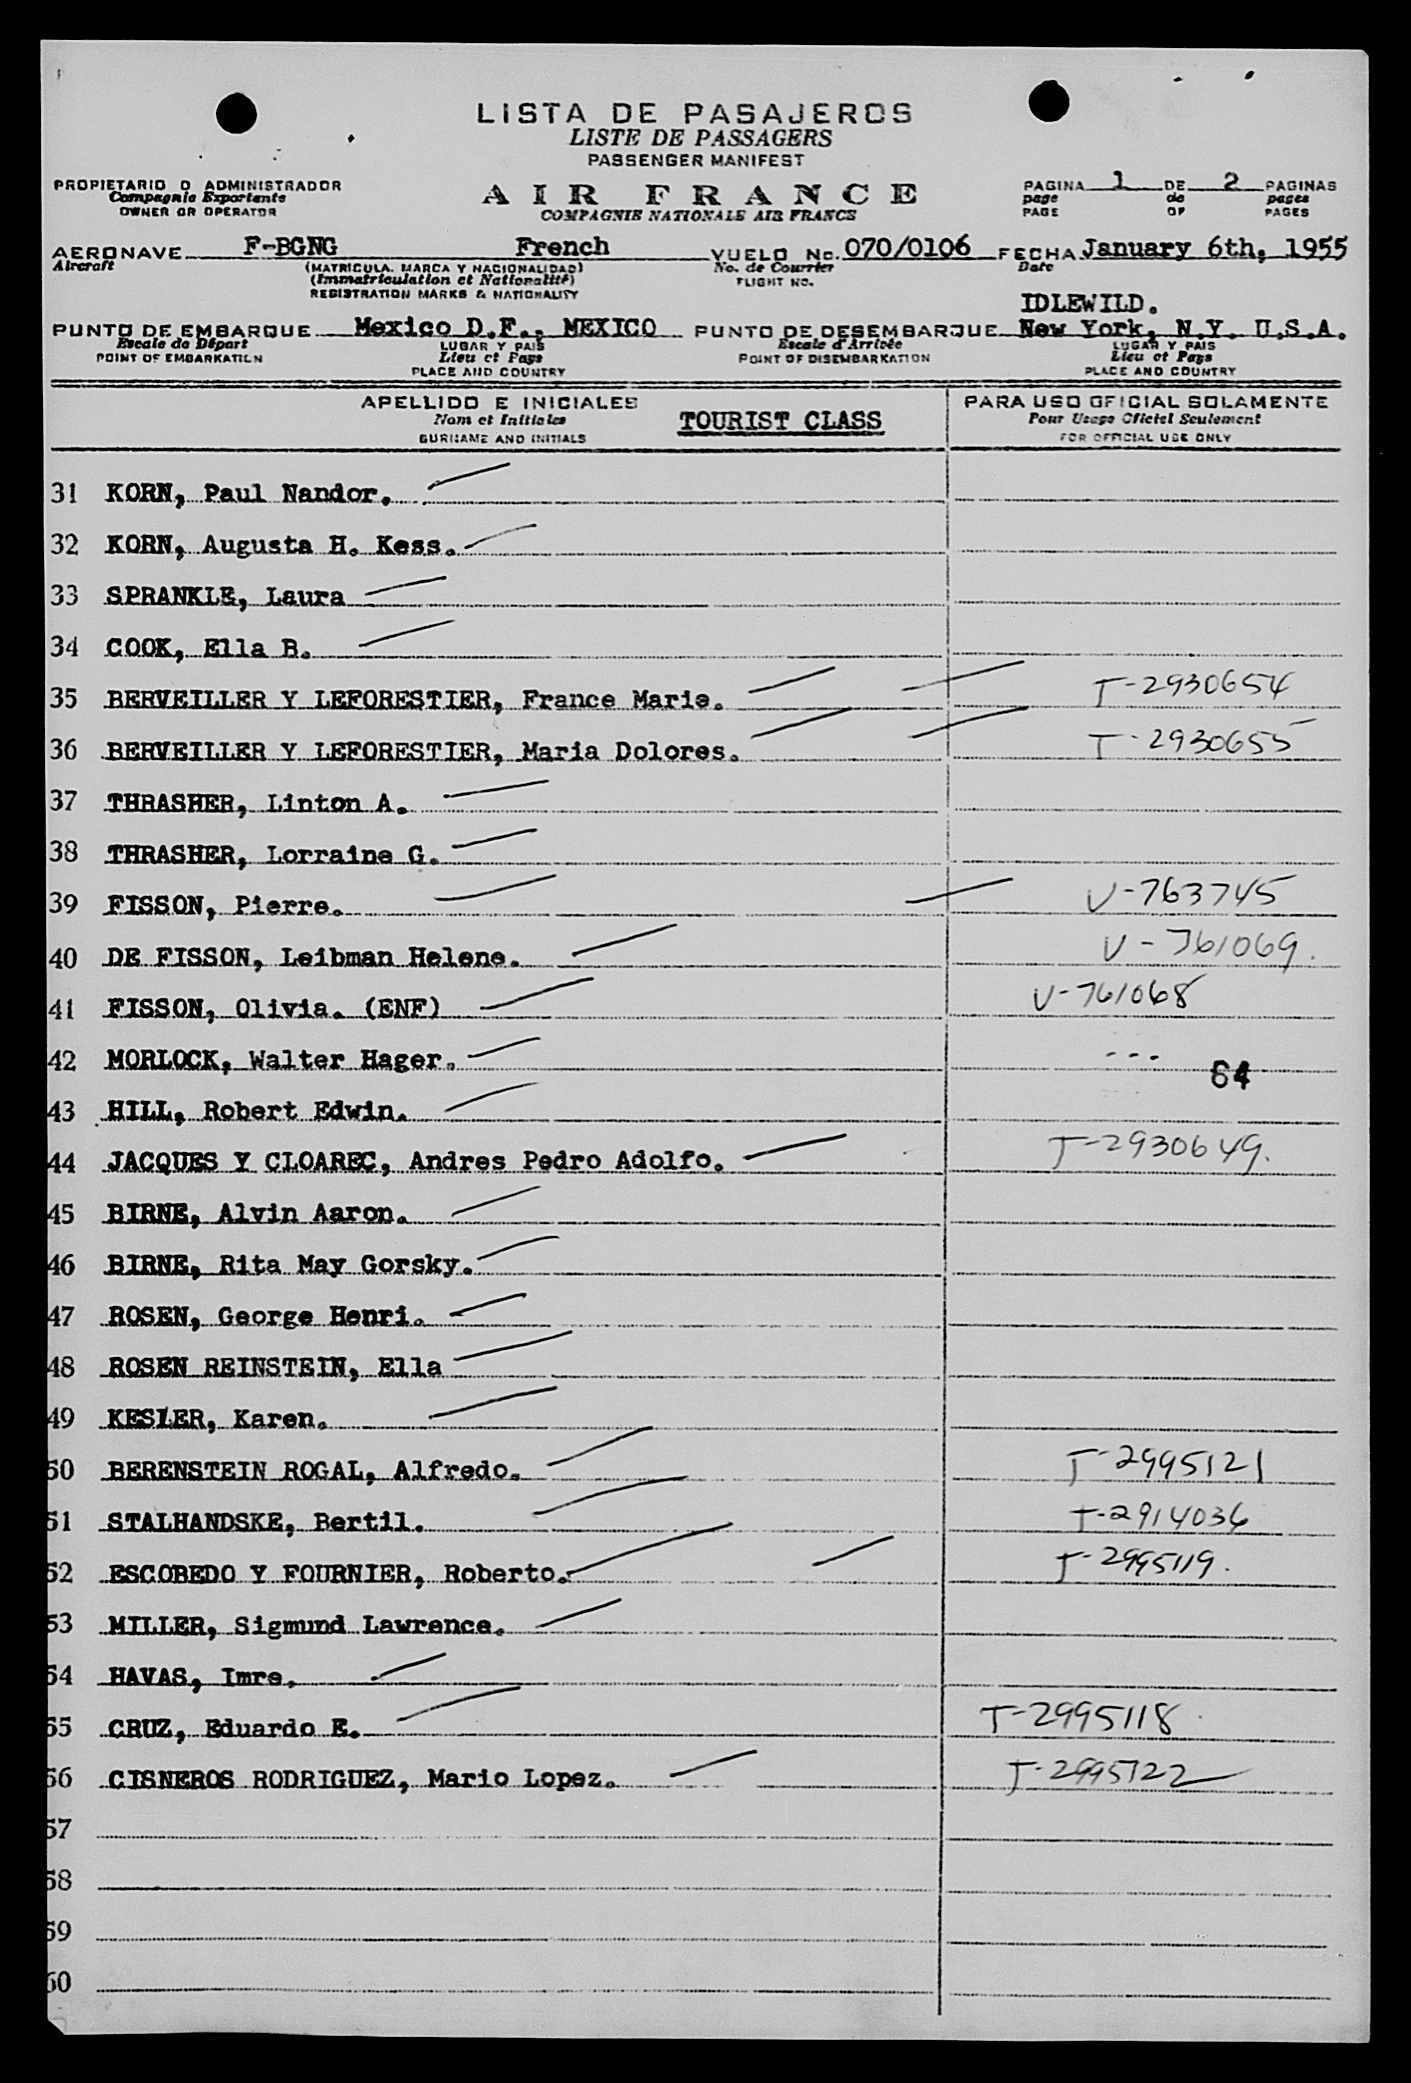 LISTA DE PASAJEROS
LISTE DE PASSAGERS
PASSENGER MANIFEST
PROPIETARIO O ADMINISTRADOR
Compagnie Exportante
OWNER OR OPERATOR
AIR FRANCE
COMPAGNIE NATIONALE AIR FRANCE
PAGINA 1 DE 2 PAGINAS
page de pages
PAGE OF PAGES
AERONAVE F-BGNG French VUELO No. 070/0106 FECHA January 6th, 1955
Aircraft (MATRICULA, MARCA Y NACIONALIDAD) No. de Courrier Date
(Immatriculation et Nationalité) FLIGHT NO.
REGISTRATION MARKS & NATIONALITY
IDLEWILD.
PUNTO DE EMBARQUE Mexico D.F., MEXICO PUNTO DE DESEMBARQUE New York, N.Y. U.S.A.
Escale de Départ LUGAR Y PAIS Escale d'Arrivée LUGAR Y PAIS
POINT OF EMBARKATION Lieu et Pays POINT OF DISEMBARKATION Lieu et Pays
PLACE AND COUNTRY PLACE AND COUNTRY
APELLIDO E INICIALES PARA USO OFICIAL SOLAMENTE
Nom et Initiales TOURIST CLASS Pour Usage Officiel Seulement
SURNAME AND INITIALS FOR OFFICIAL USE ONLY
31 KORN, Paul Nandor.
32 KORN, Augusta H. Kess.
33 SPRANKLE, Laura
34 COOK, Ella B.
35 BERVEILLER Y LEFORESTIER, France Marie. T-2930654
36 BERVEILLER Y LEFORESTIER, Maria Dolores. T-2930655
37 THRASHER, Linton A.
38 THRASHER, Lorraine G.
39 FISSON, Pierre. V-763745
40 DE FISSON, Leibman Helene. V-761069.
41 FISSON, Olivia. (ENF) V-761068
42 MORLOCK, Walter Hager. --- 64
43 HILL, Robert Edwin.
44 JACQUES Y CLOAREC, Andres Pedro Adolfo. T-2930649.
45 BIRNE, Alvin Aaron.
46 BIRNE, Rita May Gorsky.
47 ROSEN, George Henri.
48 ROSEN REINSTEIN, Ella
49 KESLER, Karen.
50 BERENSTEIN ROGAL, Alfredo. T-2995121
51 STALHANDSKE, Bertil. T-2914036
52 ESCOBEDO Y FOURNIER, Roberto. T-2995119.
53 MILLER, Sigmund Lawrence.
54 HAVAS, Imre.
55 CRUZ, Eduardo E. T-2995118
56 CISNEROS RODRIGUEZ, Mario Lopez. T-2995122
57
58
59
60